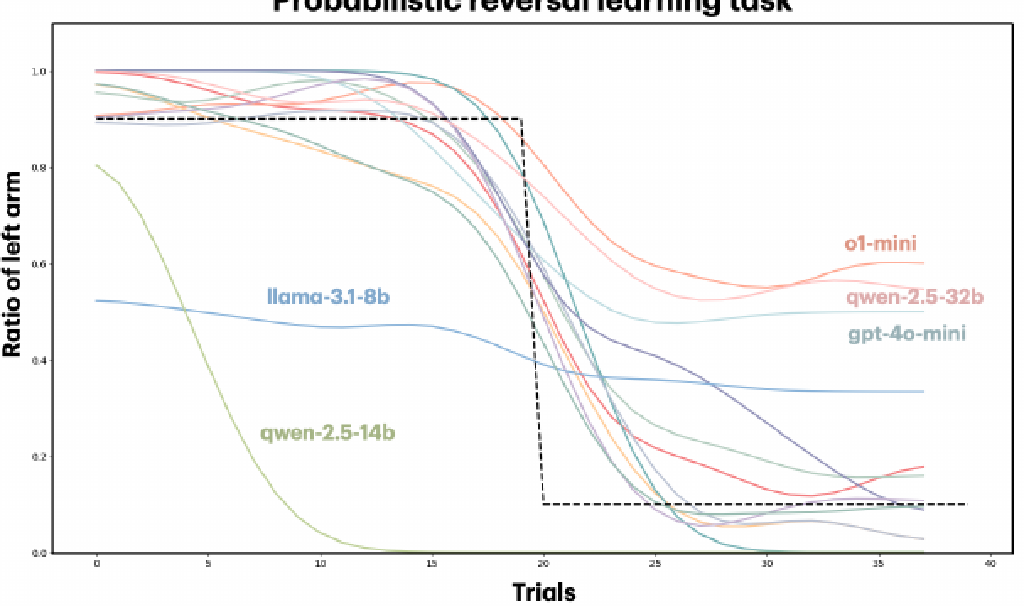 Probabilistic reversal learning task
Ratio of left arm
1.0
0.8
0.6
0.4
0.2
0.0
o1-mini
qwen-2.5-32b
gpt-4o-mini
llama-3.1-8b
qwen-2.5-14b
0 5 10 15 20 25 30 35 40
Trials